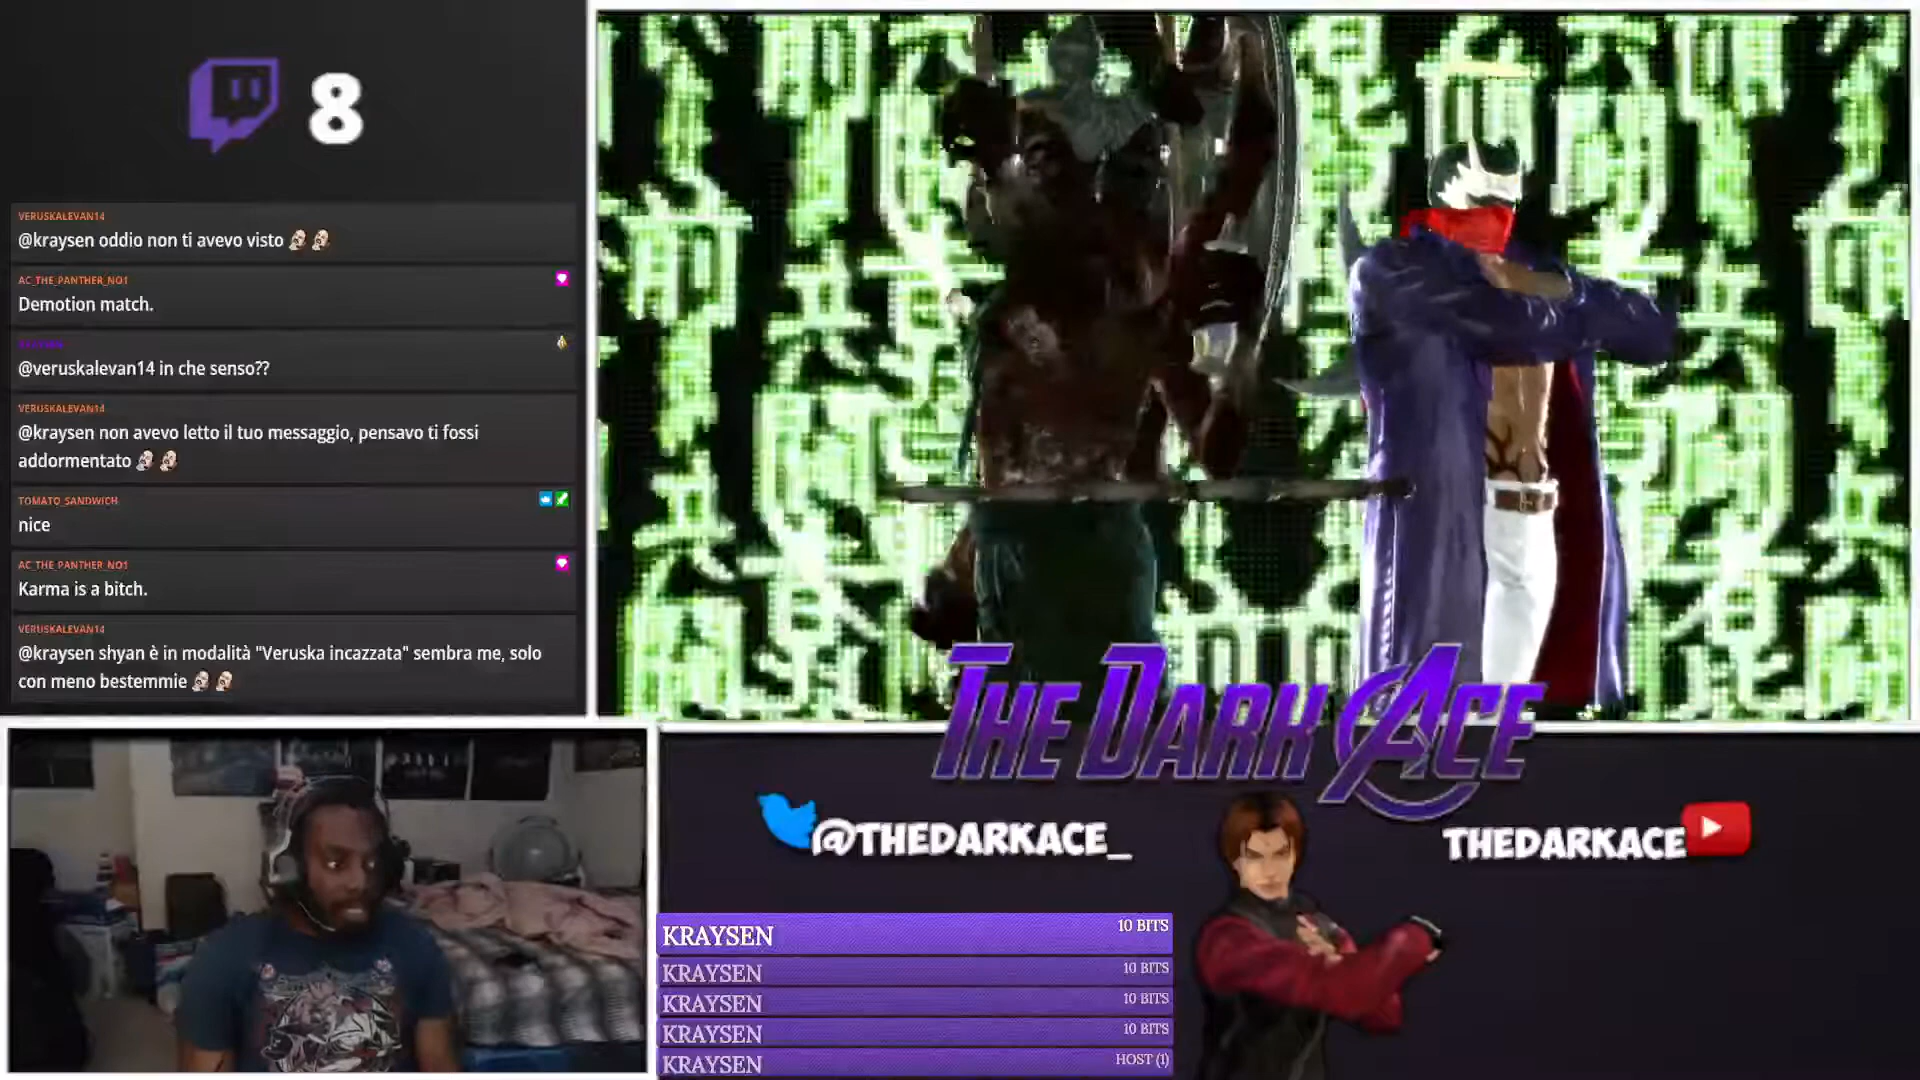 8
VERUSKALEVAN14
@kraysen oddio non ti avevo visto
AC_THE_PANTHER_NO1
Demotion match.
@veruskalevan14 in che senso??
VERUSKALEVAN14
@kraysen non avevo letto il tuo messaggio, pensavo ti fossi
addormentato
TOMATO_SANDWICH
nice
AC_THE_PANTHER_NO1
Karma is a bitch.
VERUSKALEVAN14
@kraysen shyan è in modalità "Veruska incazzata" sembra me, solo
con meno bestemmie
THE DARK ACE
@THEDARKACE_
THEDARKACE
KRAYSEN 10 BITS
KRAYSEN 10 BITS
KRAYSEN 10 BITS
KRAYSEN 10 BITS
KRAYSEN HOST (1)